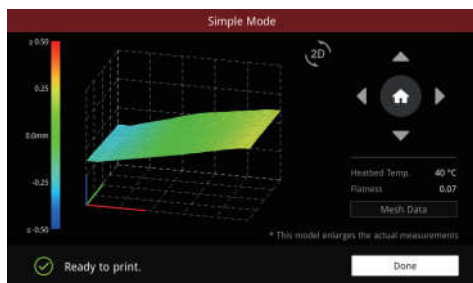 Simple Mode
≥ 0.50
0.25
0.0mm
-0.25
≤ -0.50
2D
Heatbed Temp. 40 °C
Flatness 0.07
Mesh Data
* This model enlarges the actual measurements
Ready to print.
Done